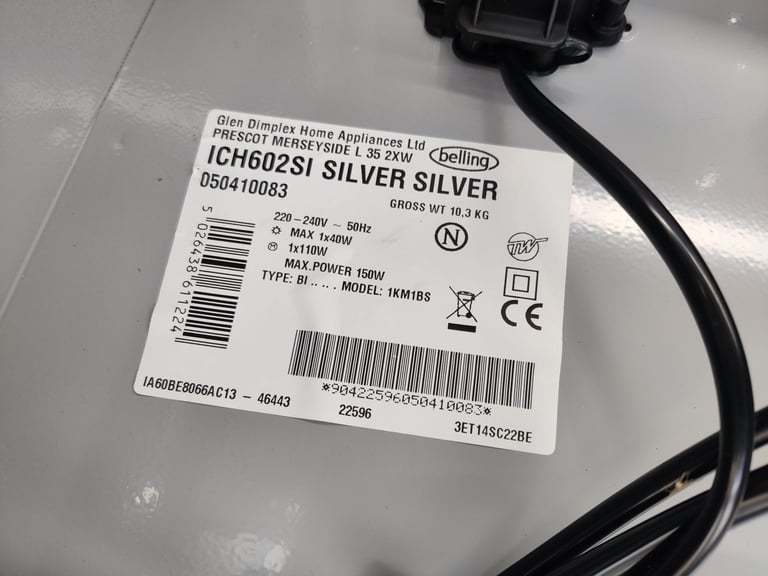 Glen Dimplex Home Appliances Ltd
PRESCOT MERSEYSIDE L 35 2XW
belling
ICH602SI SILVER SILVER
050410083
GROSS WT 10,3 KG
220-240V ~ 50Hz
MAX 1x40W
M 1x110W
MAX.POWER 150W
TYPE: BI .. .. . MODEL: 1KM1BS
N
TW
CE
5 026438 611224
*90422596050410083*
IA60BE8066AC13 - 46443
22596
3ET14SC22BE